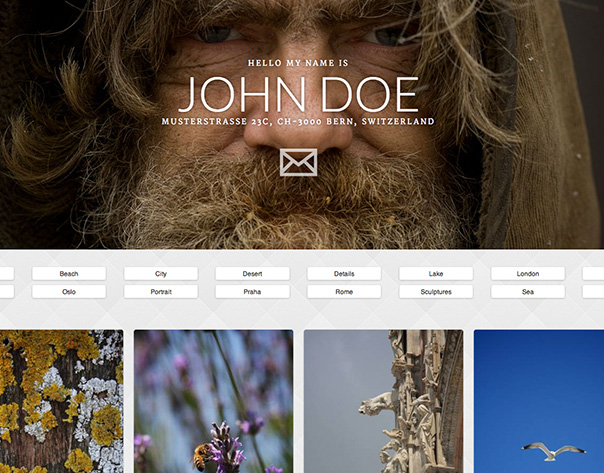 HELLO MY NAME IS
JOHN DOE
MUSTERSTRASSE 23C, CH-3000 BERN, SWITZERLAND
Beach City Desert Details Lake London
Oslo Portrait Praha Rome Sculptures Sea